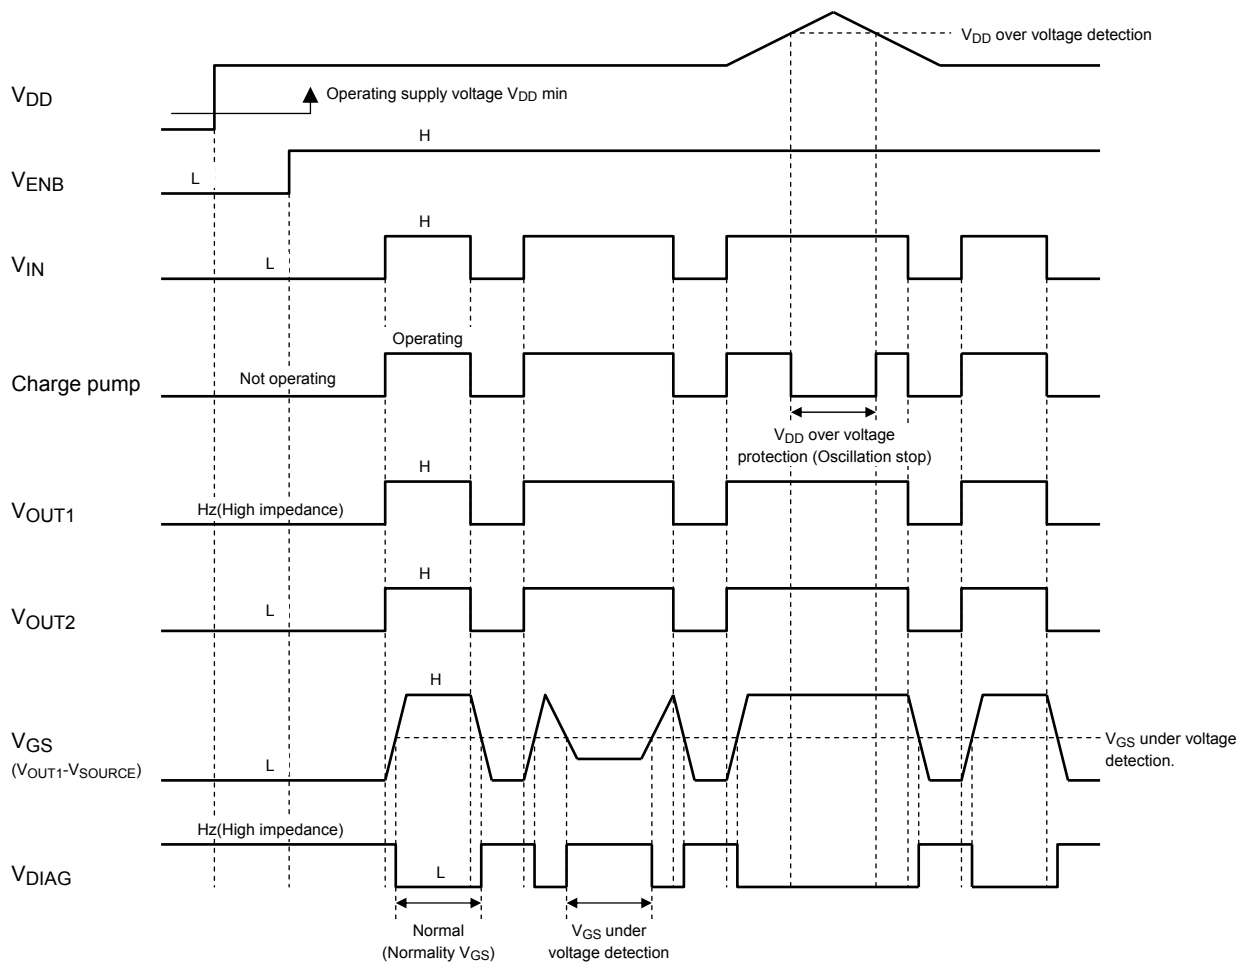 VDD over voltage detection
VDD
Operating supply voltage VDD min
H
VENB
L
H
VIN
L
Operating
Charge pump
Not operating
VDD over voltage
protection (Oscillation stop)
H
VOUT1
Hz(High impedance)
H
VOUT2
L
H
VGS
(VOUT1-VSOURCE)
L
VGS under voltage
detection.
Hz(High impedance)
VDIAG
L
Normal
(Normality VGS)
VGS under
voltage detection